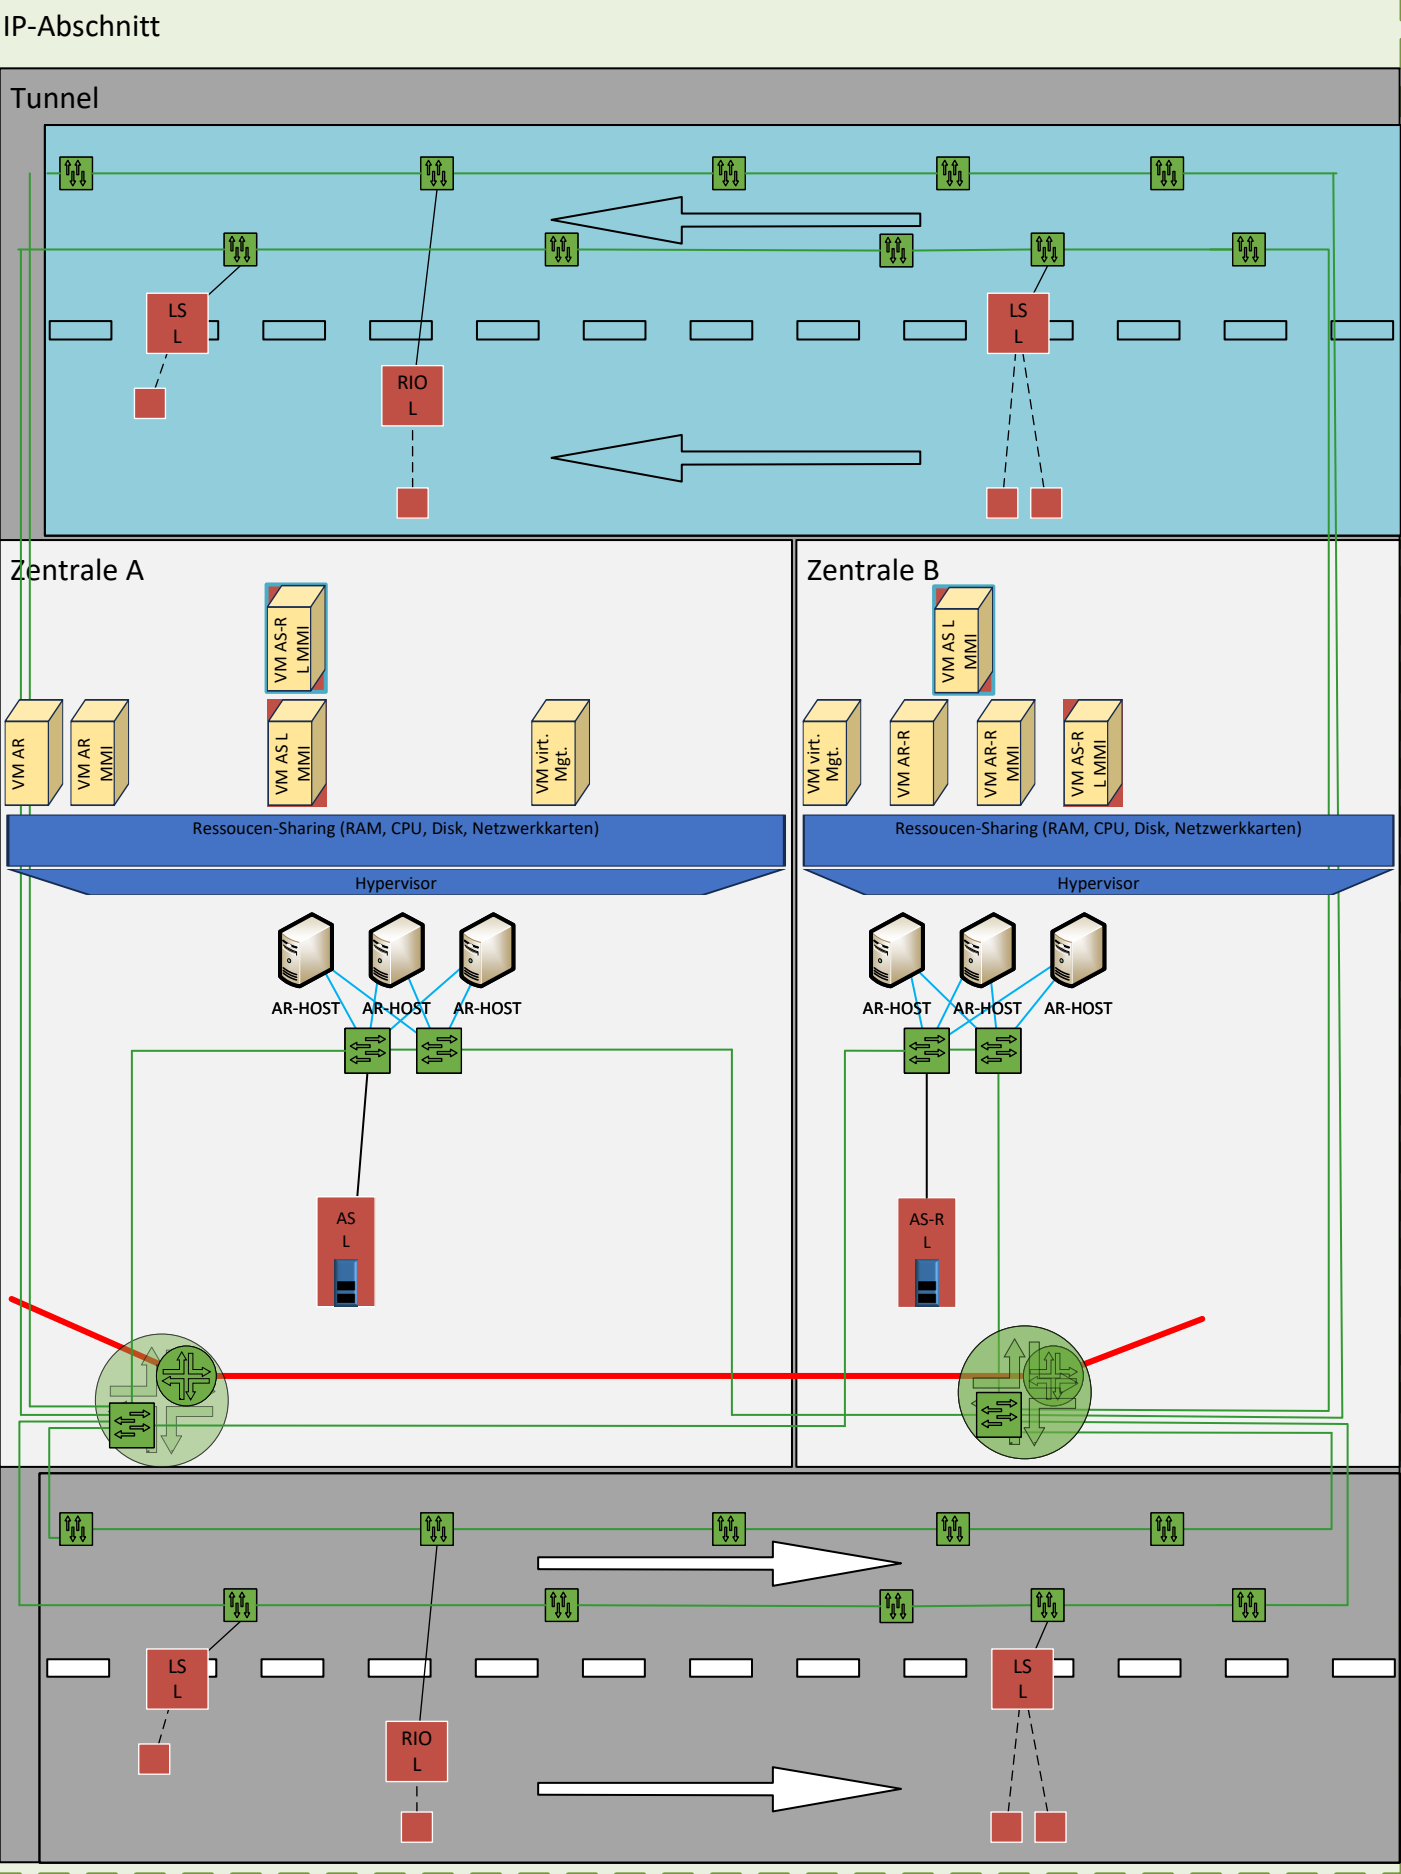 IP-Abschnitt
Tunnel
LS
L
LS
L
RIO
L
Zentrale A
Zentrale B
VM AS-R
L MMI
VM AS L
MMI
VM AR
VM AR
MMI
VM AS L
MMI
VM virt.
Mgt.
VM virt.
Mgt.
VM AR-R
VM AR-R
MMI
VM AS-R
L MMI
Ressoucen-Sharing (RAM, CPU, Disk, Netzwerkkarten)
Ressoucen-Sharing (RAM, CPU, Disk, Netzwerkkarten)
Hypervisor
Hypervisor
AR-HOST
AR-HOST
AR-HOST
AR-HOST
AR-HOST
AR-HOST
AS
L
AS-R
L
LS
L
LS
L
RIO
L